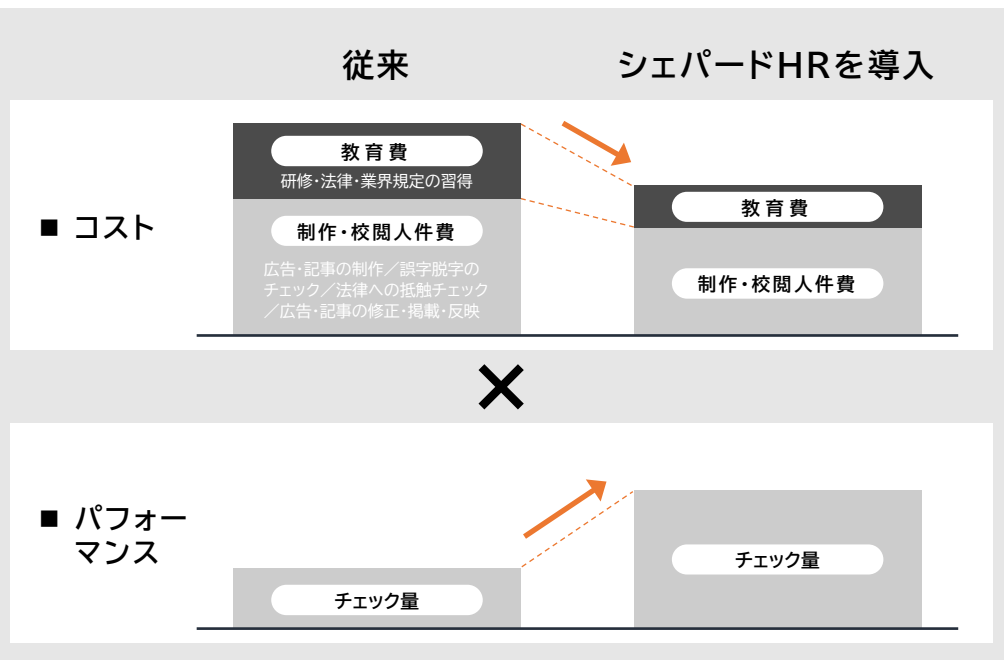 従来
シェパードHRを導入
■ コスト
教育費
研修・法律・業界規定の習得
制作・校閲人件費
広告・記事の制作／誤字脱字の
チェック／法律への抵触チェック
／広告・記事の修正・掲載・反映
教育費
制作・校閲人件費
■ パフォー
マンス
チェック量
チェック量